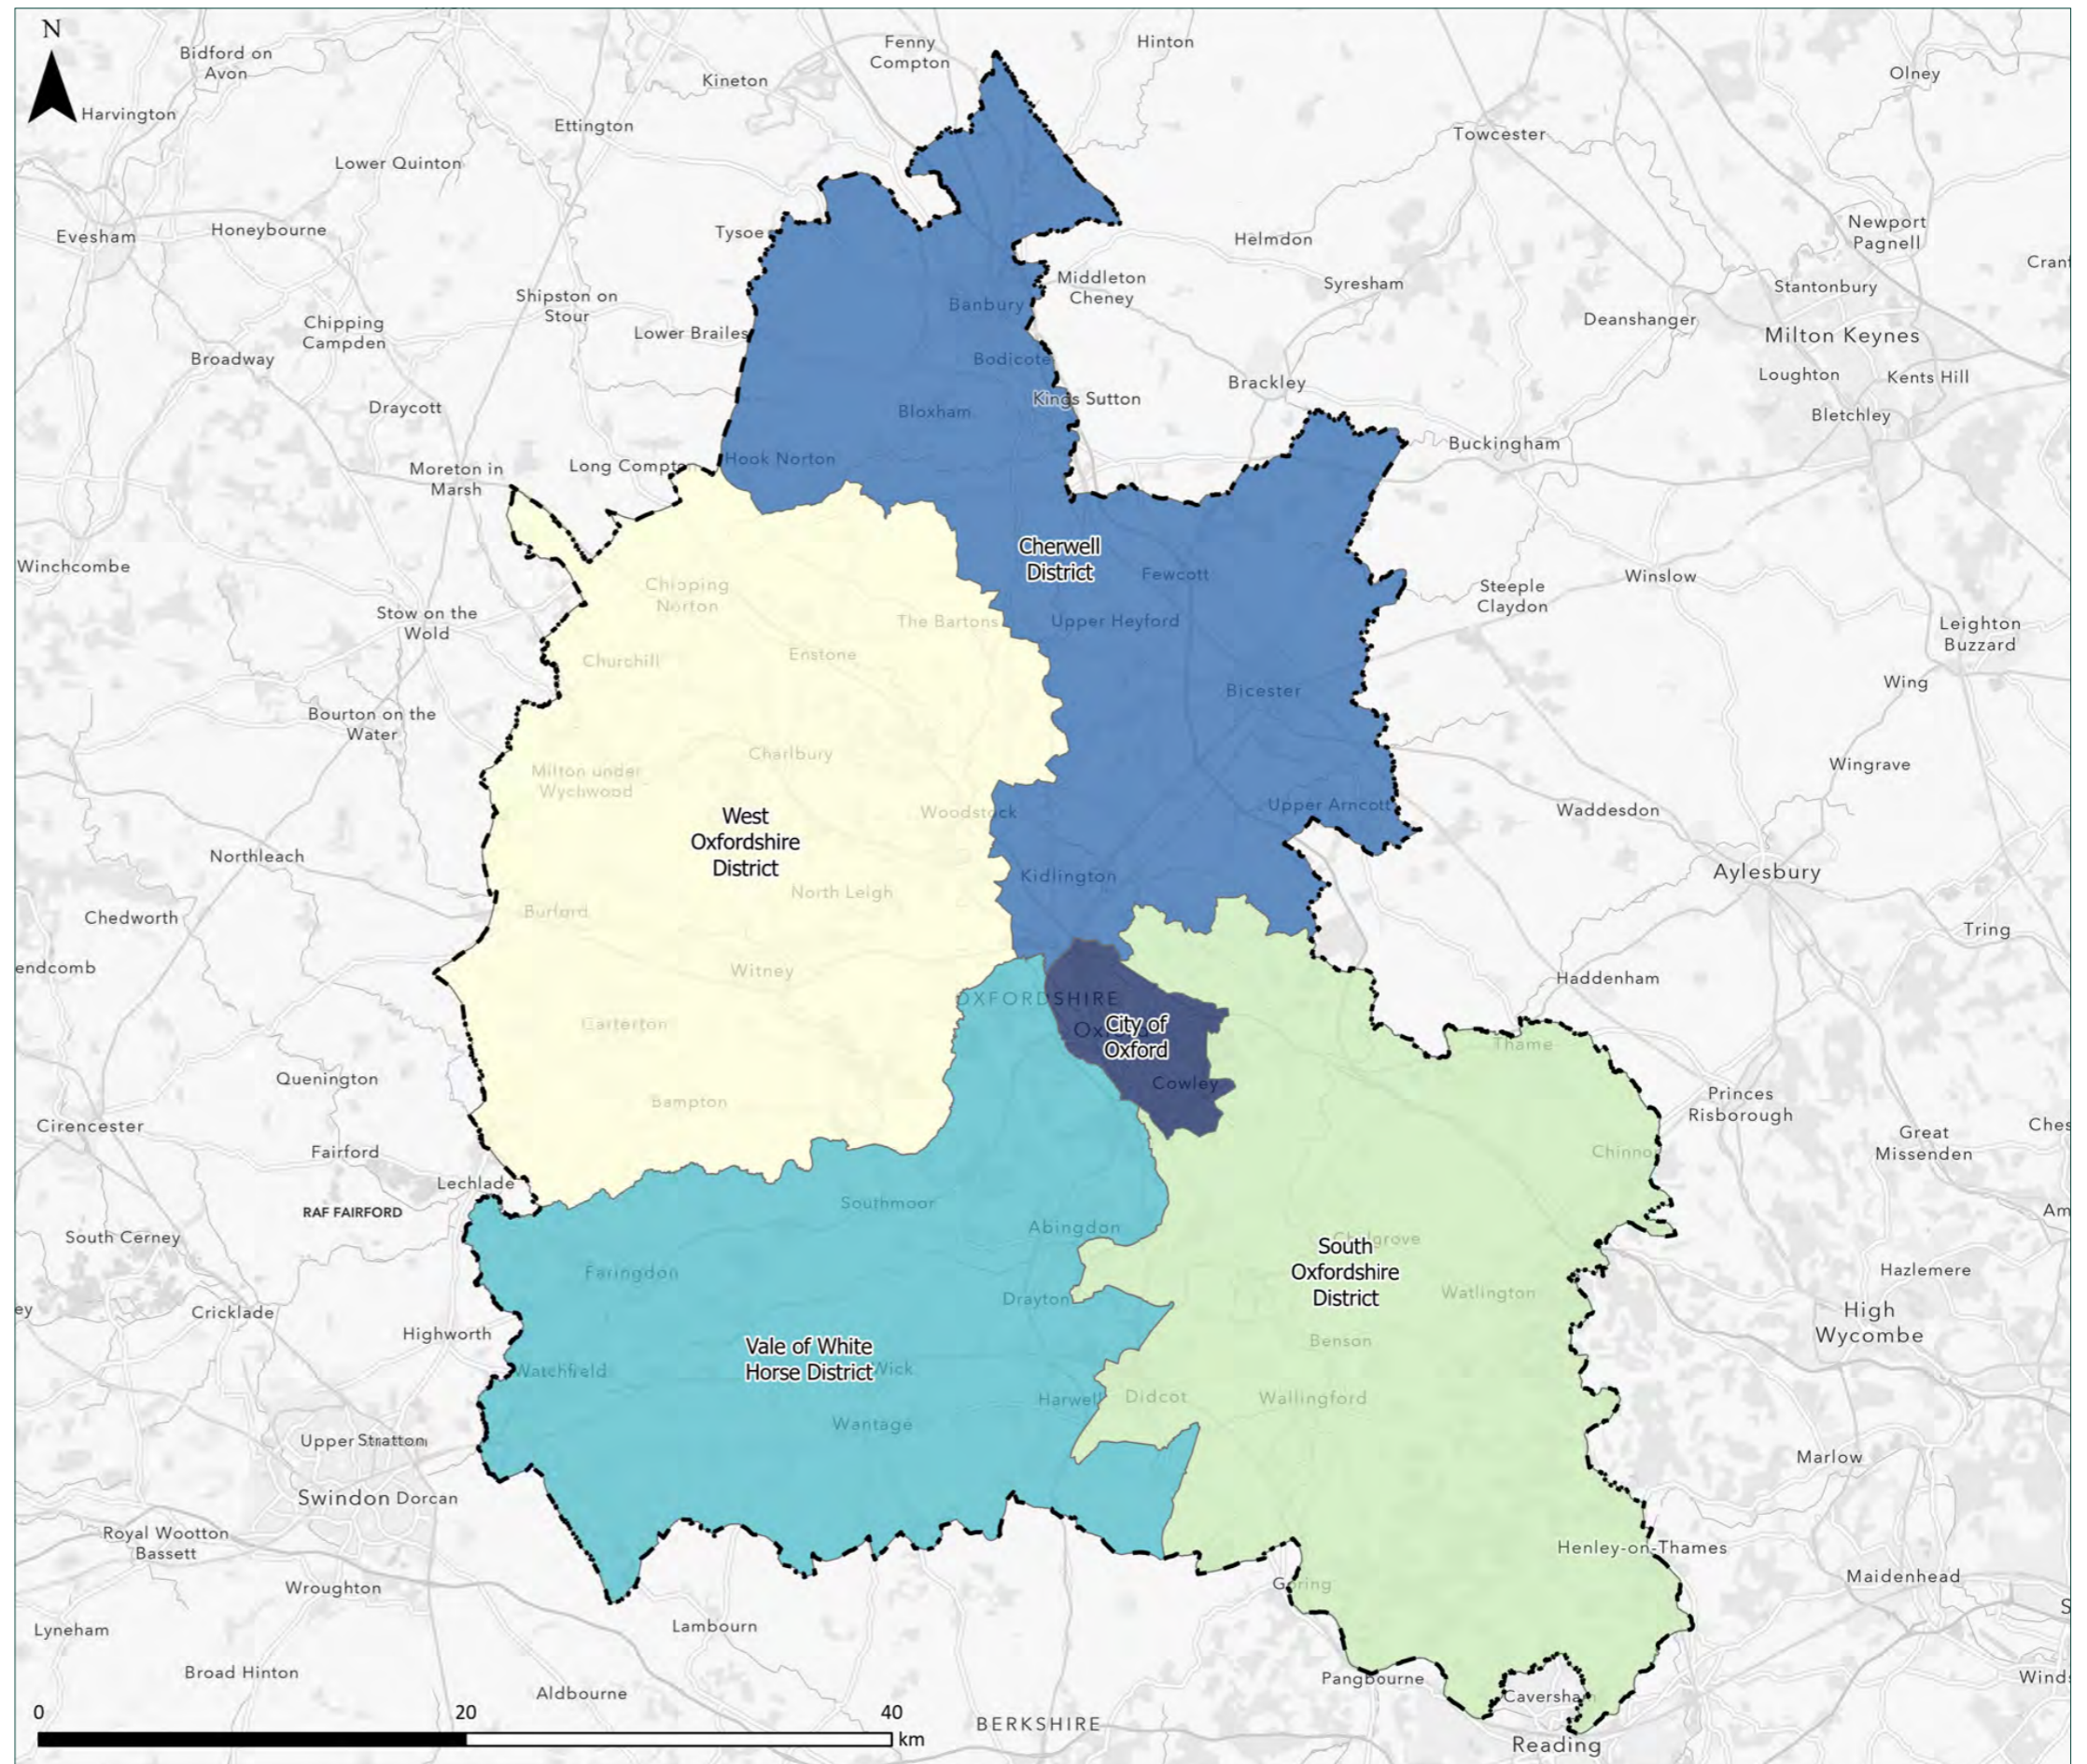 N
Bidford on
Avon
Fenny
Compton
Hinton
Kineton
Olney
Harvington
Ettington
Towcester
Lower Quinton
Newport
Pagnell
Evesham
Honeybourne
Tysoe
Helmdon
Middleton
Cheney
Syresham
Stantonbury
Shipston on
Stour
Banbury
Chipping
Campden
Lower Brailes
Deanshanger
Milton Keynes
Broadway
Bodicote
Loughton
Kents Hill
Brackley
Kings Sutton
Draycott
Bloxham
Bletchley
Buckingham
Moreton in
Marsh
Long Compton
Hook Norton
Cherwell
District
Winchcombe
Fewcott
Steeple
Claydon
Winslow
Chipping
Norton
Stow on the
Wold
The Bartons
Upper Heyford
Leighton
Buzzard
Churchill
Enstone
Bicester
Wing
Bourton on the
Water
Charlbury
Milton under
Wychwood
Wingrave
Woodstock
Upper Arncott
Waddesdon
West
Oxfordshire
District
Northleach
Kidlington
Aylesbury
North Leigh
Burford
Chedworth
Tring
endcomb
Witney
Haddenham
OXFORDSHIRE
Carterton
City of
Oxford
Thame
Quenington
Cowley
Princes
Risborough
Bampton
Cirencester
Ches
Fairford
Great
Missenden
Chinno
Lechlade
Southmoor
RAF FAIRFORD
Am
Abingdon
South Cerney
Chalgrove
South
Oxfordshire
District
Faringdon
Hazlemere
Drayton
Watlington
ey
Cricklade
High
Wycombe
Highworth
Benson
Vale of White
Horse District
Watchfield
Wick
Harwell
Didcot
Wallingford
Wantage
Upper Stratton
Marlow
Swindon
Dorcan
Royal Wootton
Bassett
Henley-on-Thames
Wroughton
Goring
Maidenhead
Lyneham
Lambourn
S
Broad Hinton
Pangbourne
Winds
Aldbourne
Caversham
BERKSHIRE
Reading
0
20
40
km